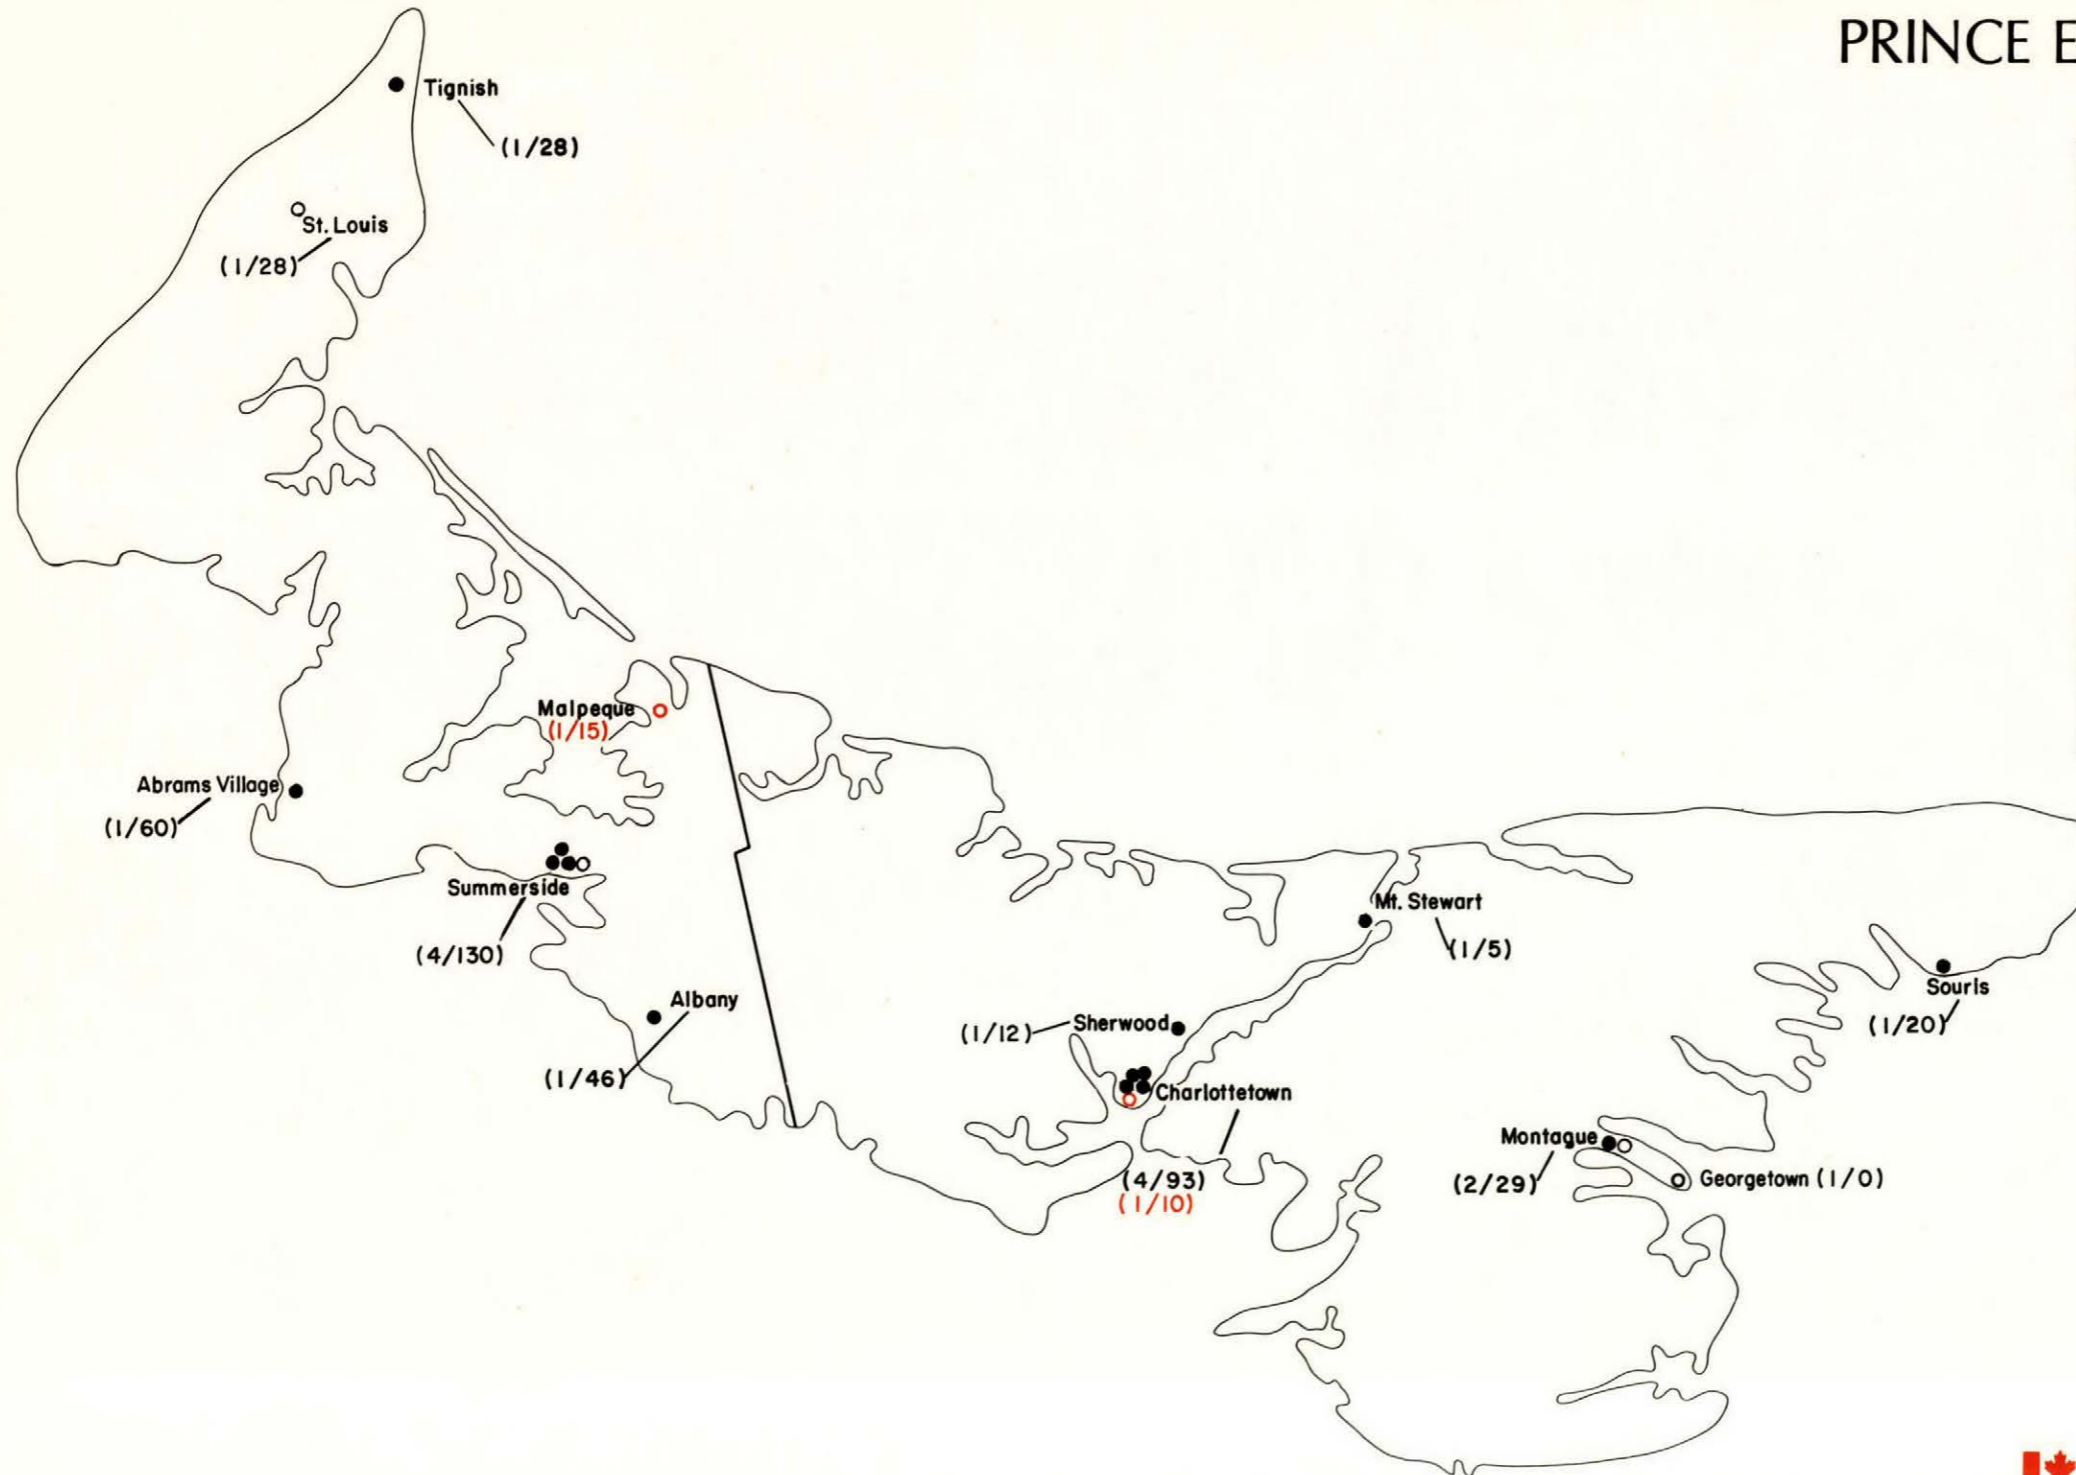 PRINCE E
Tignish
(1/28)
St. Louis
(1/28)
Malpeque
(1/15)
Abrams Village
(1/60)
Summerside
(4/130)
Mt. Stewart
(1/5)
Albany
(1/46)
Souris
(1/20)
Sherwood
(1/12)
Charlottetown
(4/93)
(1/10)
Montague
(2/29)
Georgetown (1/0)